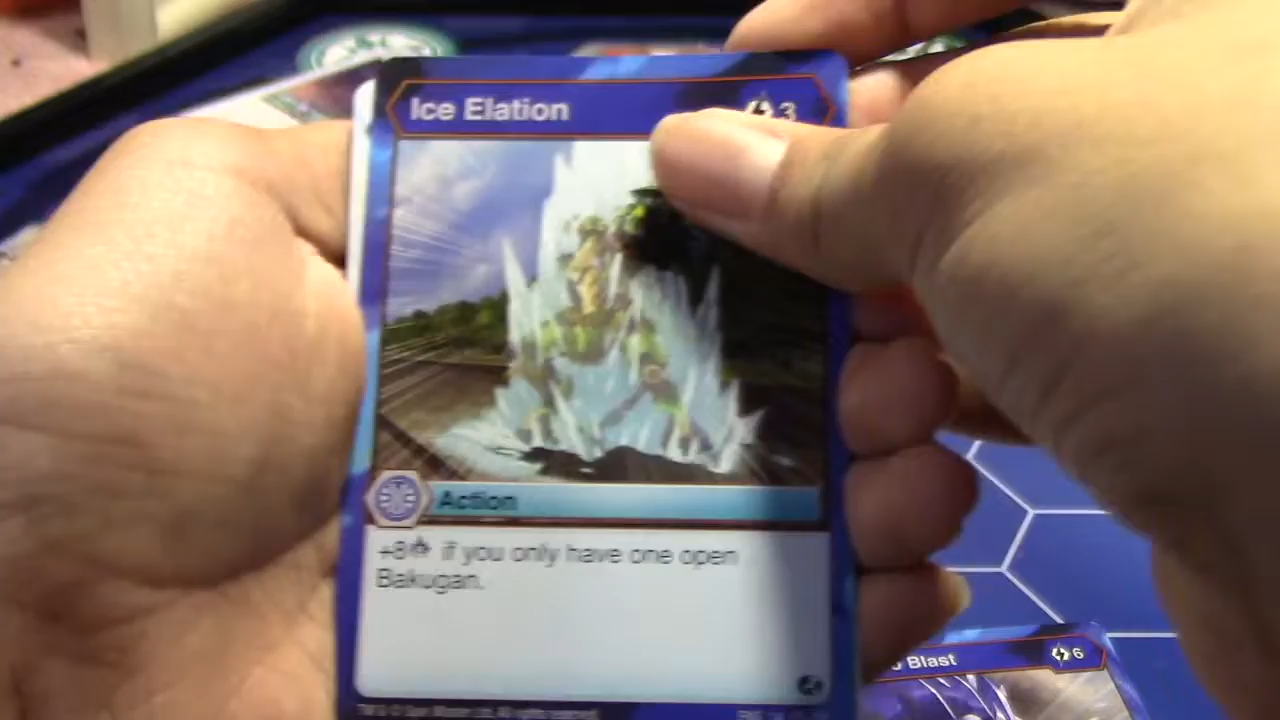 Ice Elation
3
Action
+8 if you only have one open
Bakugan.
Blast
6